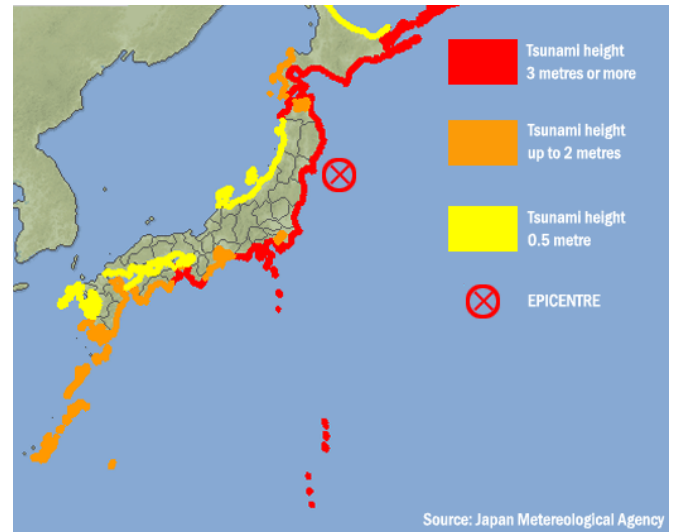 Tsunami height
3 metres or more
Tsunami height
up to 2 metres
Tsunami height
0.5 metre
EPICENTRE
Source: Japan Metereological Agency